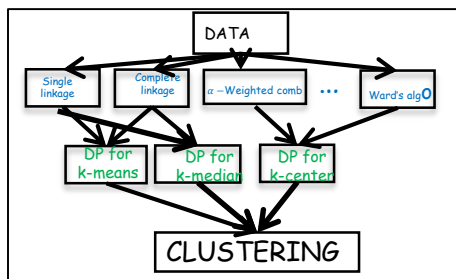 DATA
Single
linkage
Complete
linkage
α –Weighted comb
...
Ward's algO
DP for
k-means
DP for
k-median
DP for
k-center
CLUSTERING